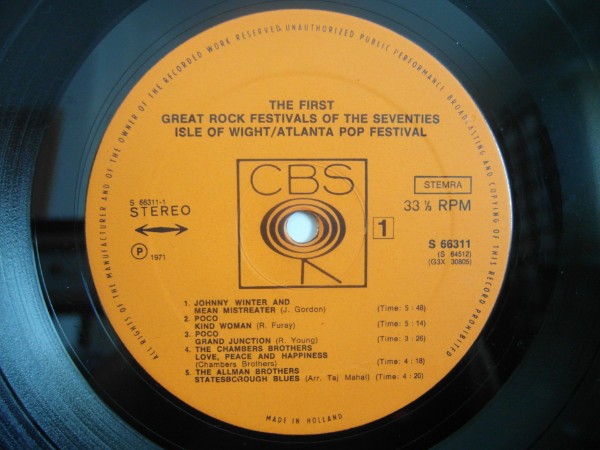 ALL RIGHTS OF THE MANUFACTURER AND OF THE OWNER OF THE RECORDED WORK RESERVED. UNAUTHORIZED PUBLIC PERFORMANCE BROADCASTING AND COPYING OF THIS RECORD PROHIBITED
THE FIRST
GREAT ROCK FESTIVALS OF THE SEVENTIES
ISLE OF WIGHT/ATLANTA POP FESTIVAL
CBS
STEMRA
S 66311-1
STEREO
33 ⅓ RPM
1
P 1971
S 66311
(S 64512)
(G3X 30805)
1. JOHNNY WINTER AND
MEAN MISTREATER (J. Gordon) (Time: 5 : 48)
2. POCO
KIND WOMAN (R. Furay) (Time: 5 : 14)
3. POCO
GRAND JUNCTION (R. Young) (Time: 3 : 26)
4. THE CHAMBERS BROTHERS
LOVE, PEACE AND HAPPINESS
(Chambers Brothers) (Time: 4 : 18)
5. THE ALLMAN BROTHERS
STATESBOROUGH BLUES (Arr. Taj Mahal) (Time: 4 : 20)
MADE IN HOLLAND